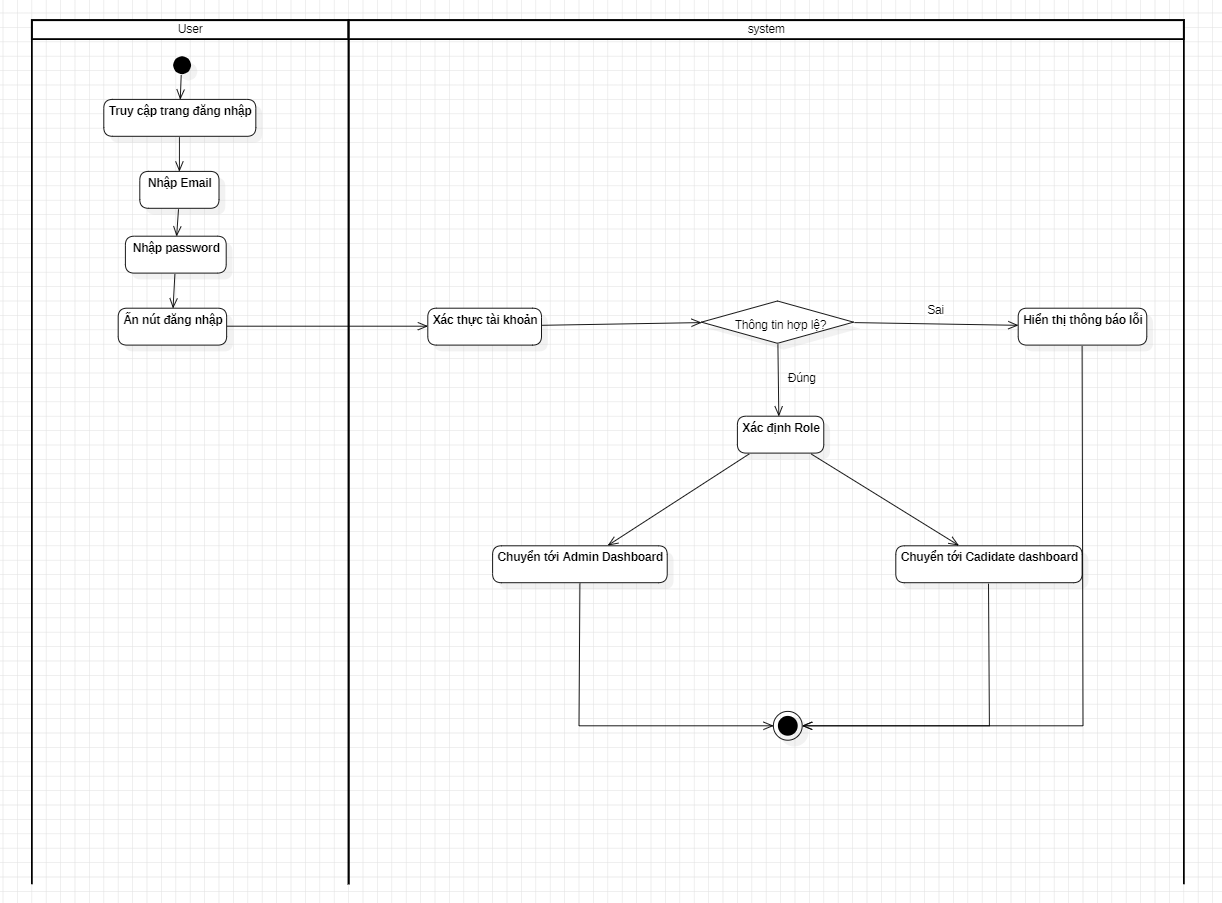 User
system
Truy cập trang đăng nhập
Nhập Email
Nhập password
Ấn nút đăng nhập
Xác thực tài khoản
Thông tin hợp lệ?
Sai
Hiển thị thông báo lỗi
Đúng
Xác định Role
Chuyển tới Admin Dashboard
Chuyển tới Cadidate dashboard